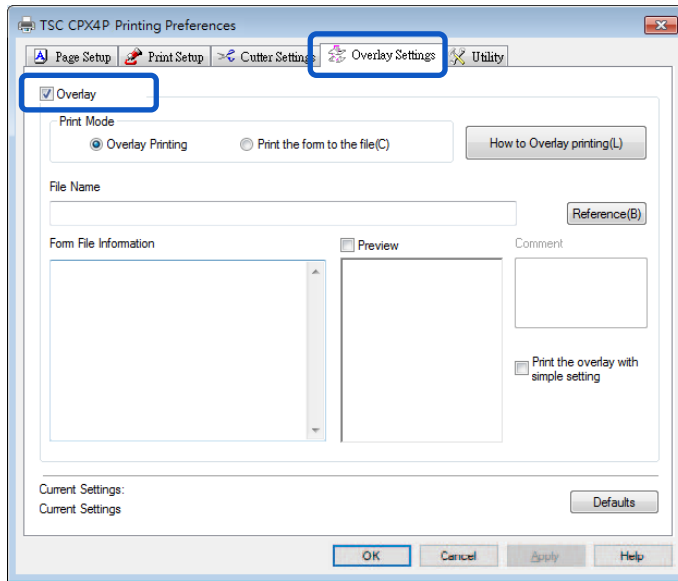 TSC CPX4P Printing Preferences
Page Setup Print Setup Cutter Settings Overlay Settings Utility
Overlay
Print Mode
Overlay Printing Print the form to the file(C) How to Overlay printing(L)
File Name
Reference(B)
Form File Information Preview Comment
Print the overlay with
simple setting
Current Settings:
Current Settings Defaults
OK Cancel Apply Help